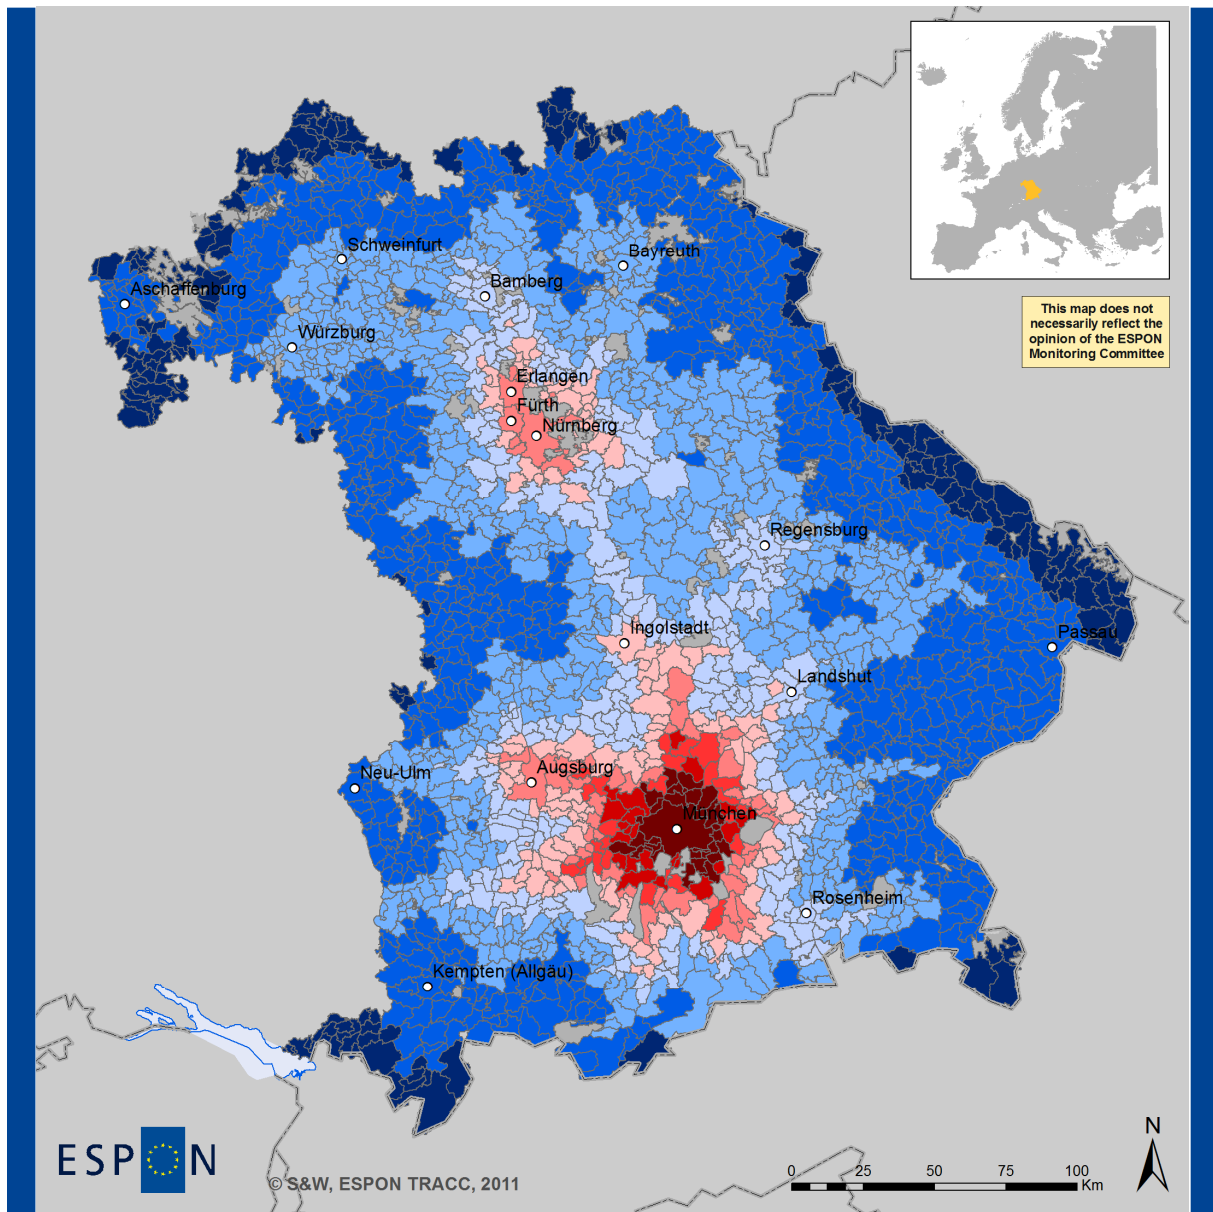 This map does not
necessarily reflect the
opinion of the ESPON
Monitoring Committee
Schweinfurt
Bayreuth
Bamberg
Aschaffenburg
Würzburg
Erlangen
Fürth
Nürnberg
Regensburg
Ingolstadt
Passau
Landshut
Neu-Ulm
Augsburg
München
Rosenheim
Kempten (Allgäu)
N
ESPON
© S&W, ESPON TRACC, 2011
0 25 50 75 100
Km